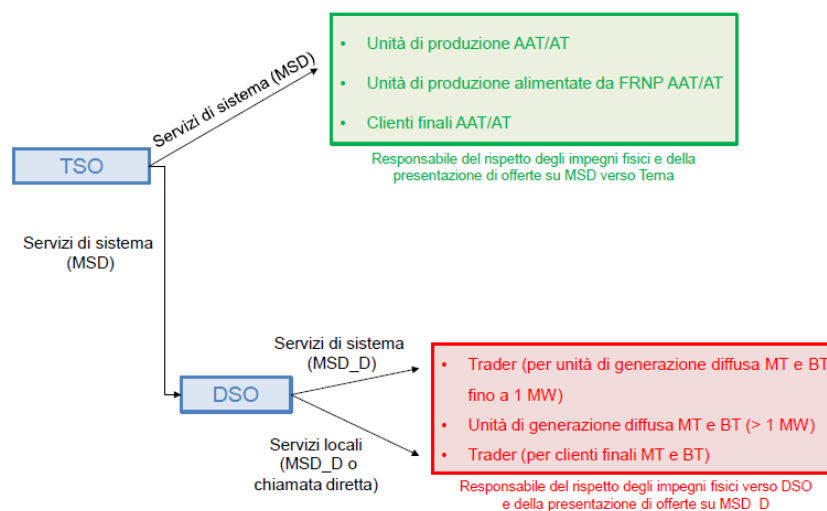 • Unità di produzione AAT/AT
• Unità di produzione alimentate da FRNP AAT/AT
• Clienti finali AAT/AT
Servizi di sistema (MSD)
Responsabile del rispetto degli impegni fisici e della
presentazione di offerte su MSD verso Terna
TSO
Servizi di sistema
(MSD)
Servizi di sistema
(MSD_D)
• Trader (per unità di generazione diffusa MT e BT
fino a 1 MW)
• Unità di generazione diffusa MT e BT (> 1 MW)
• Trader (per clienti finali MT e BT)
DSO
Servizi locali
(MSD_D o
chiamata diretta)
Responsabile del rispetto degli impegni fisici verso DSO
e della presentazione di offerte su MSD_D